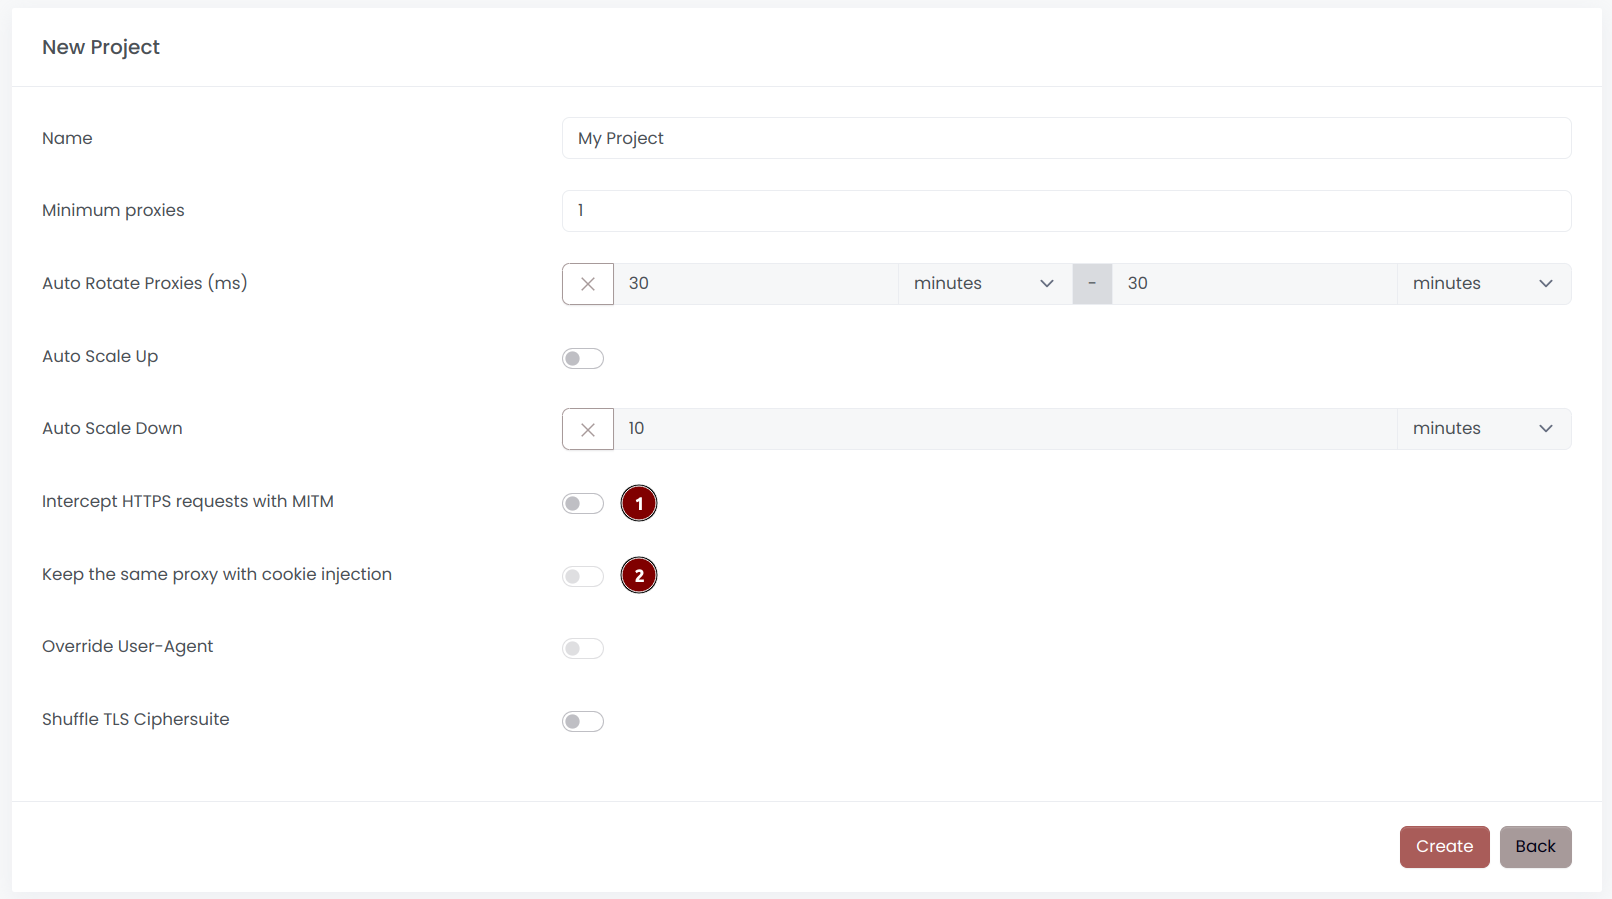 New Project
Name My Project
Minimum proxies 1
Auto Rotate Proxies (ms) 30 minutes - 30 minutes
Auto Scale Up
Auto Scale Down 10 minutes
Intercept HTTPS requests with MITM 1
Keep the same proxy with cookie injection 2
Override User-Agent
Shuffle TLS Ciphersuite
Create Back